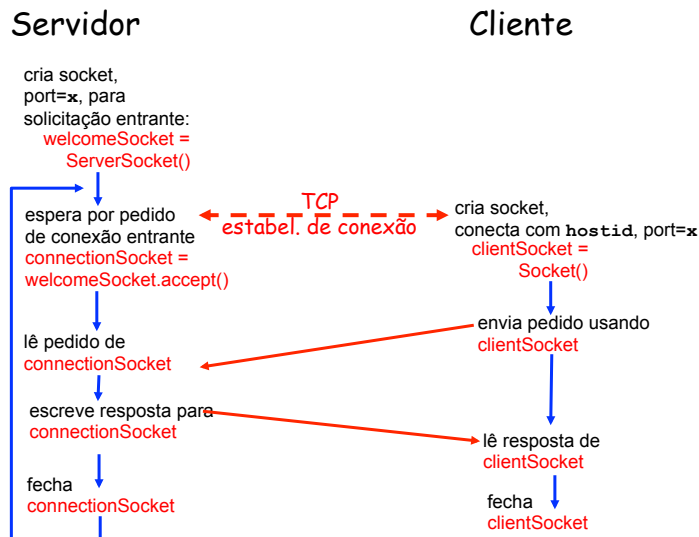 Servidor
Cliente
cria socket,
port=x, para
solicitação entrante:
welcomeSocket =
ServerSocket()
TCP
estabel. de conexão
espera por pedido
de conexão entrante
connectionSocket =
welcomeSocket.accept()
cria socket,
conecta com hostid, port=x
clientSocket =
Socket()
envia pedido usando
clientSocket
lê pedido de
connectionSocket
escreve resposta para
connectionSocket
lê resposta de
clientSocket
fecha
connectionSocket
fecha
clientSocket